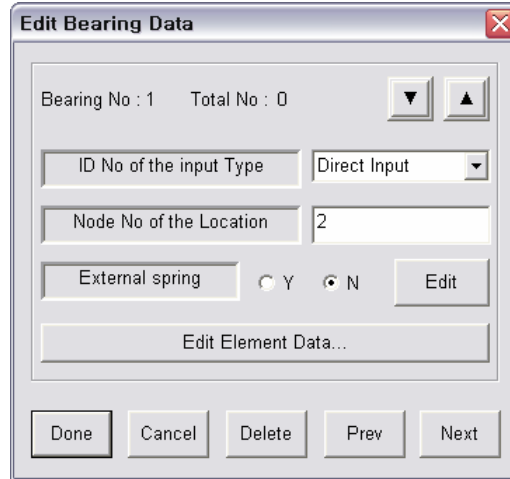 Edit Bearing Data
Bearing No : 1 Total No : 0
ID No of the input Type Direct Input
Node No of the Location 2
External spring Y N Edit
Edit Element Data...
Done Cancel Delete Prev Next